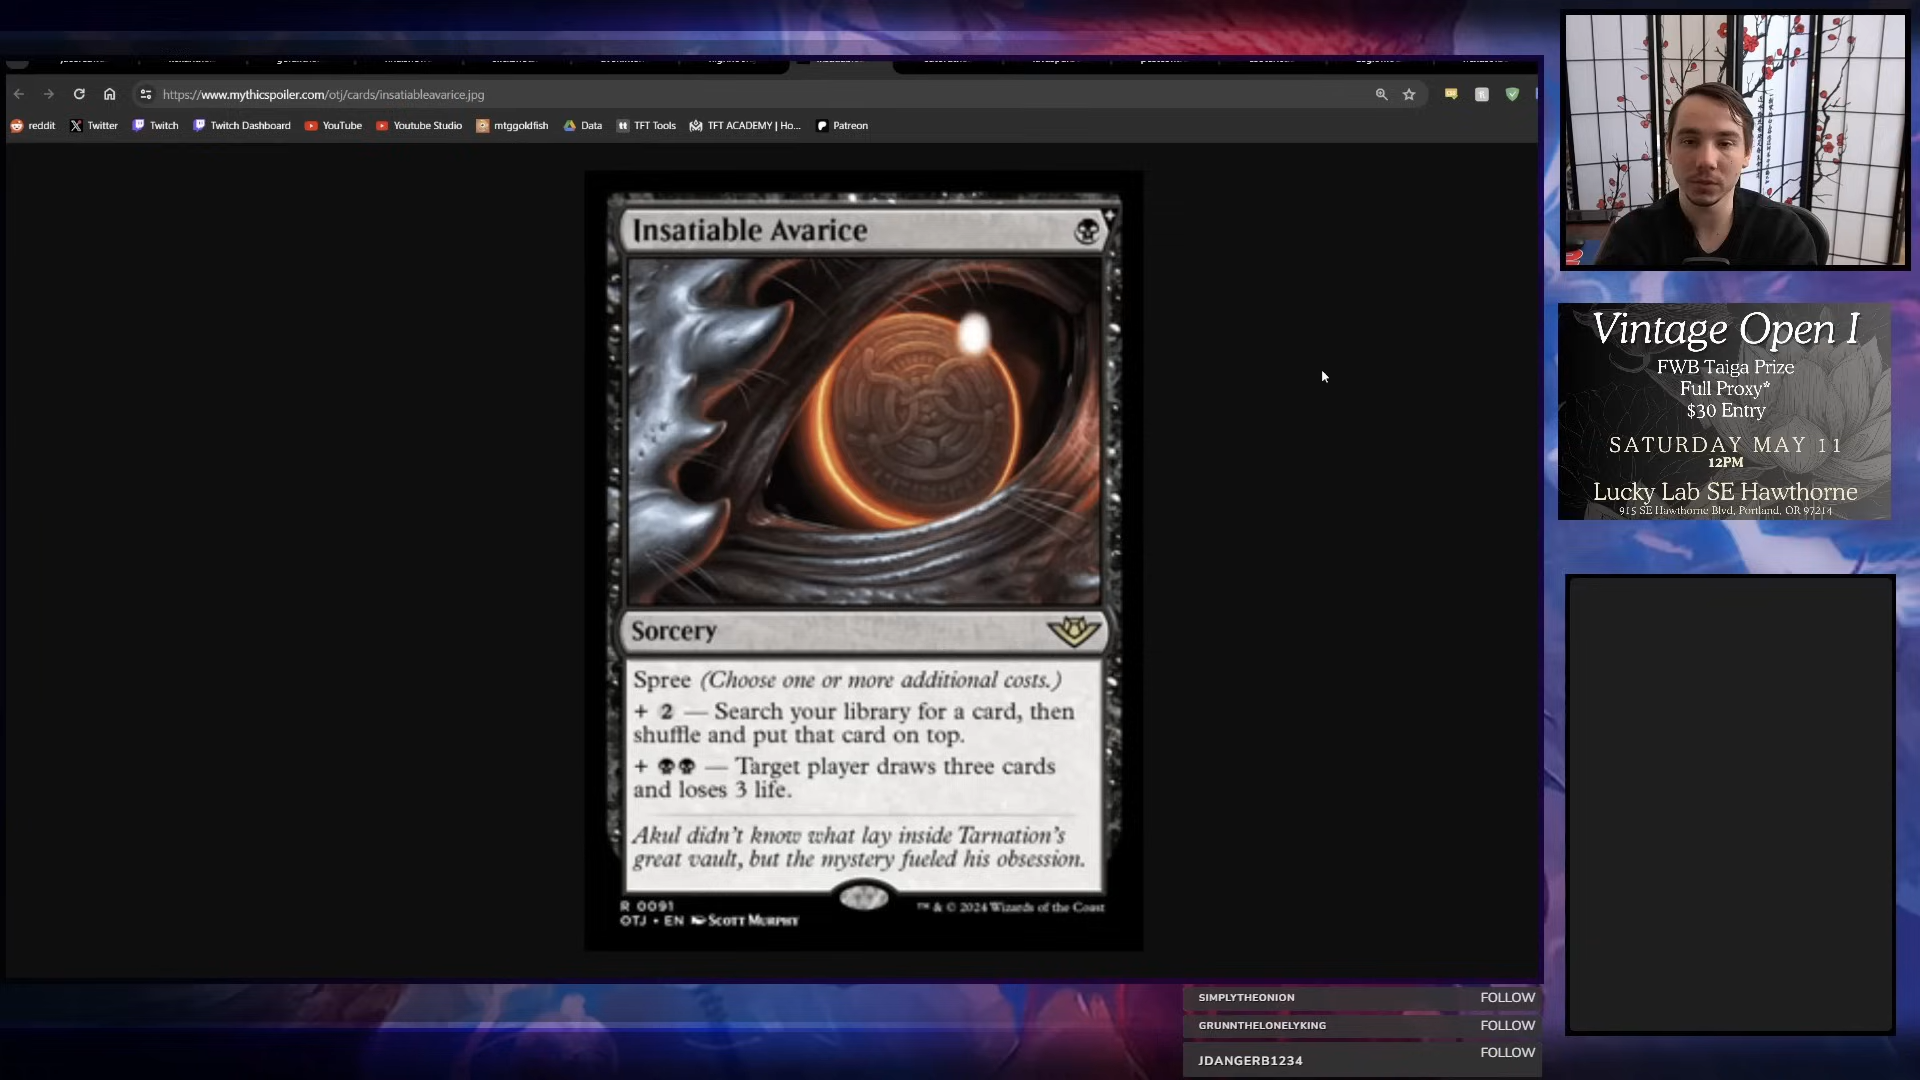 https://www.mythicspoiler.com/otj/cards/insatiableavarice.jpg
reddit
Twitter
Twitch
Twitch Dashboard
YouTube
Youtube Studio
mtggoldfish
Data
TFT Tools
TFT ACADEMY | Ho...
Patreon
Insatiable Avarice
Sorcery
Spree (Choose one or more additional costs.)
+ 2 — Search your library for a card, then
shuffle and put that card on top.
+ — Target player draws three cards
and loses 3 life.
Akul didn't know what lay inside Tarnation's
great vault, but the mystery fueled his obsession.
R 0091
OTJ • EN Scott Murphy
™ & © 2024 Wizards of the Coast
Vintage Open I
FWB Taiga Prize
Full Proxy*
$30 Entry
SATURDAY MAY 11
12PM
Lucky Lab SE Hawthorne
915 SE Hawthorne Blvd, Portland, OR 97214
SIMPLYTHEONION FOLLOW
GRUNNTHELONELYKING FOLLOW
JDANGERB1234 FOLLOW